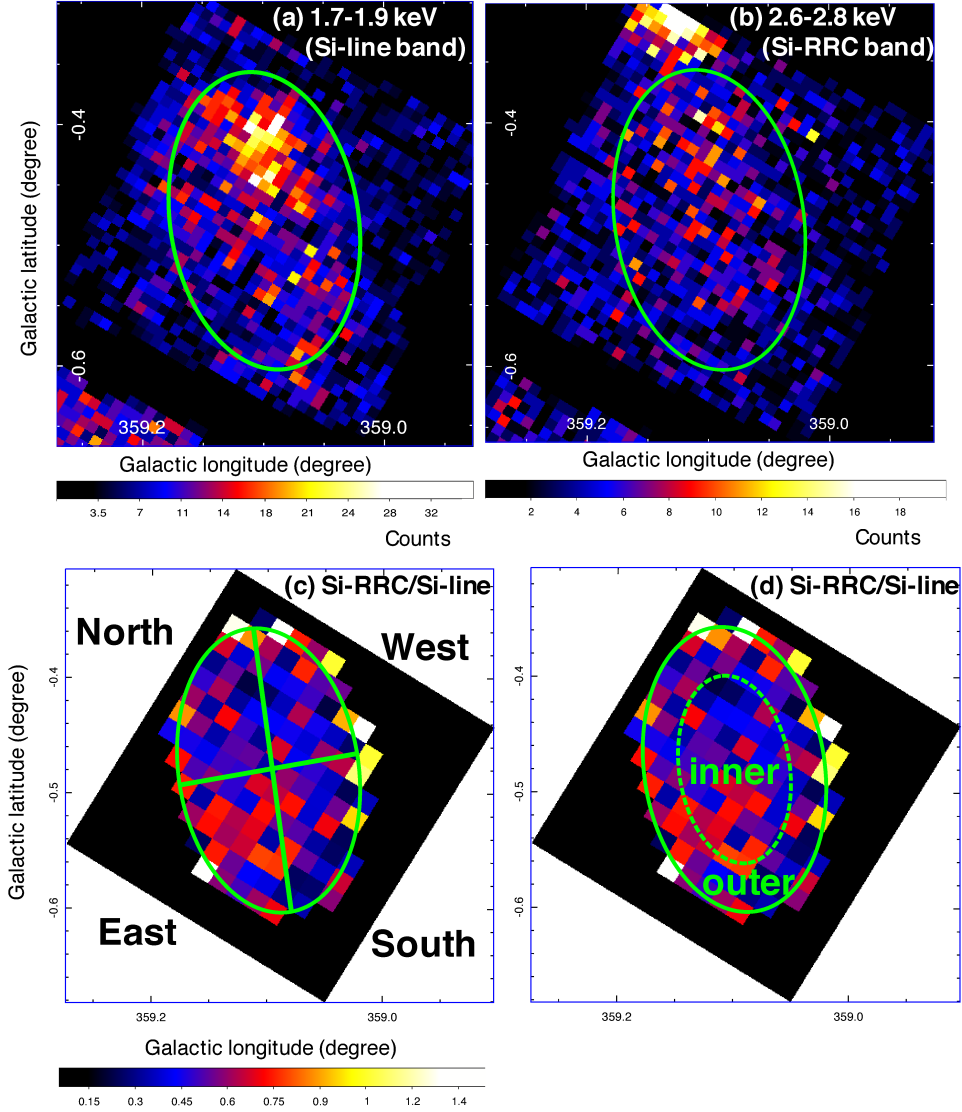 (a) 1.7-1.9 keV
(Si-line band)
(b) 2.6-2.8 keV
(Si-RRC band)
Galactic latitude (degree)
-0.4
-0.6
359.2
359.0
-0.4
-0.6
359.2
359.0
Galactic longitude (degree)
Galactic longitude (degree)
3.5 7 11 14 18 21 24 28 32
2 4 6 8 10 12 14 16 18
Counts
Counts
(c) Si-RRC/Si-line
(d) Si-RRC/Si-line
North
West
East
South
Galactic latitude (degree)
-0.4
-0.5
-0.6
359.2
359.0
-0.4
-0.5
-0.6
inner
outer
359.2
359.0
Galactic longitude (degree)
0.15 0.3 0.45 0.6 0.75 0.9 1 1.2 1.4